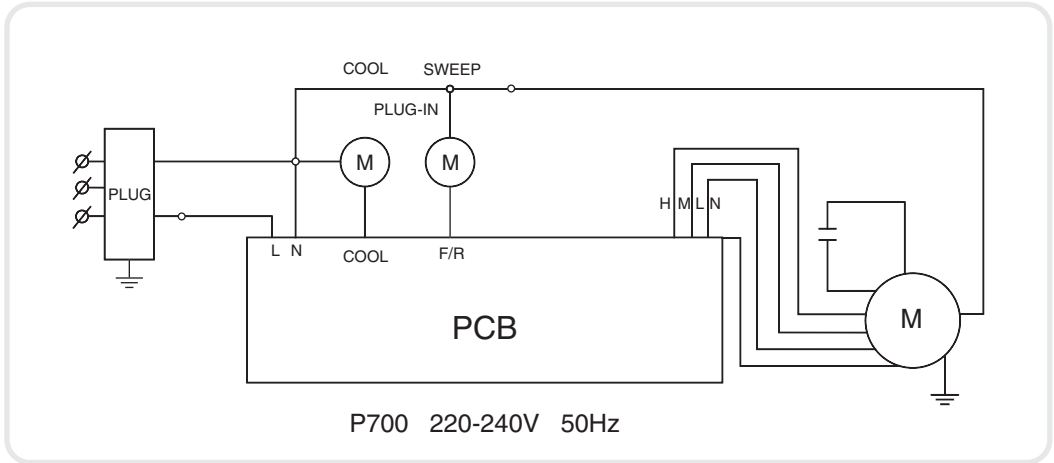 COOL SWEEP
PLUG-IN
M M
PLUG
H M L N
L N COOL F/R
M
PCB
P700 220-240V 50Hz